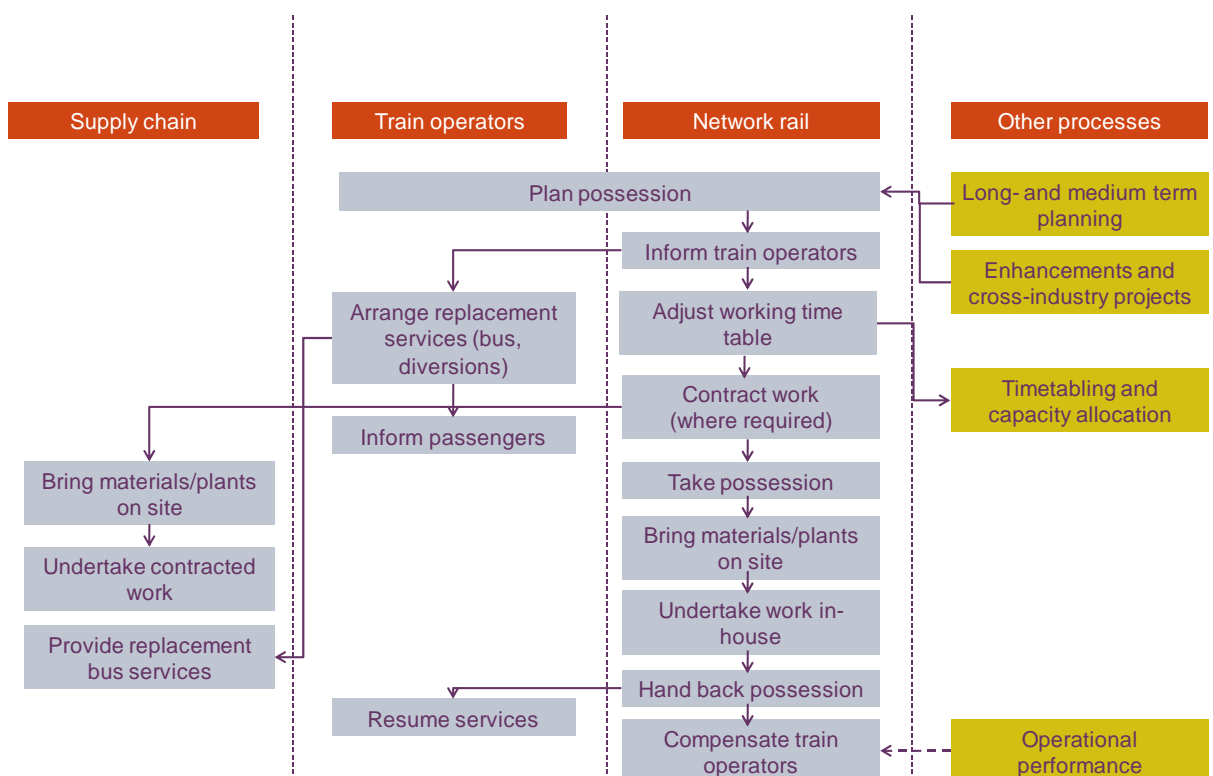 Supply chain
Train operators
Network rail
Other processes
Plan possession
Long- and medium term
planning
Inform train operators
Enhancements and
cross-industry projects
Arrange replacement
services (bus,
diversions)
Adjust working time
table
Contract work
(where required)
Timetabling and
capacity allocation
Inform passengers
Bring materials/plants
on site
Take possession
Bring materials/plants
on site
Undertake contracted
work
Undertake work in-
house
Provide replacement
bus services
Hand back possession
Resume services
Compensate train
operators
Operational
performance